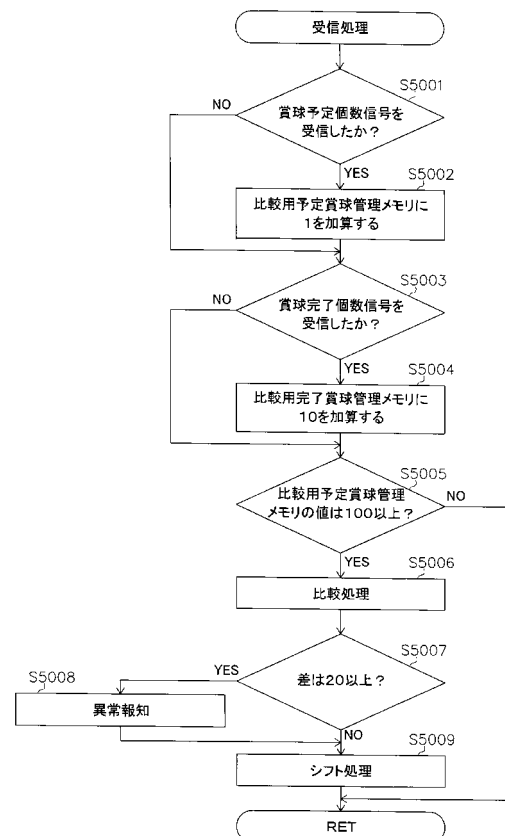 受信処理
S5001
賞球予定個数信号を
受信したか?
NO
YES
S5002
比較用予定賞球管理メモリに
1を加算する
S5003
賞球完了個数信号を
受信したか?
NO
YES
S5004
比較用完了賞球管理メモリに
10を加算する
S5005
比較用予定賞球管理
メモリの値は100以上?
NO
YES
S5006
比較処理
S5007
差は20以上?
YES
S5008
異常報知
NO
S5009
シフト処理
RET